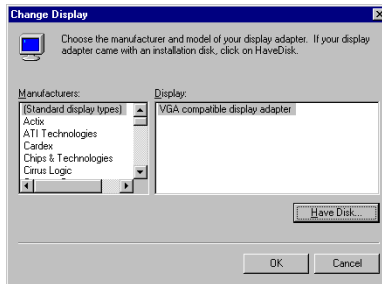 Change Display
Choose the manufacturer and model of your display adapter. If your display
adapter came with an installation disk, click on HaveDisk.
Manufacturers:
(Standard display types)
Actix
ATI Technologies
Cardex
Chips & Technologies
Cirrus Logic
Display:
VGA compatible display adapter
Have Disk...
OK
Cancel